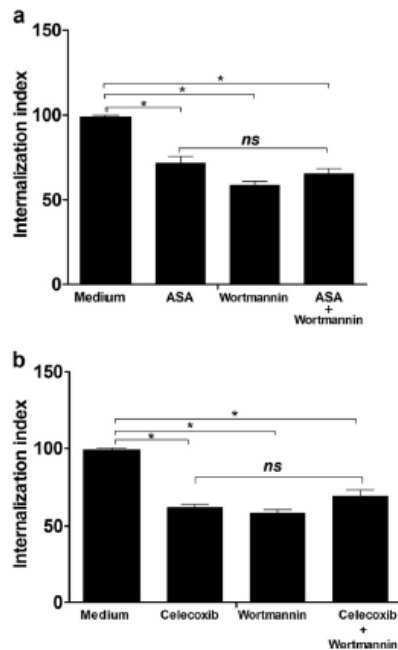 a
150
100
50
0
Internalization index
*
*
*
ns
Medium ASA Wortmannin ASA
+
Wortmannin
b
150
100
50
0
Internalization index
*
*
*
ns
Medium Celecoxib Wortmannin Celecoxib
+
Wortmannin